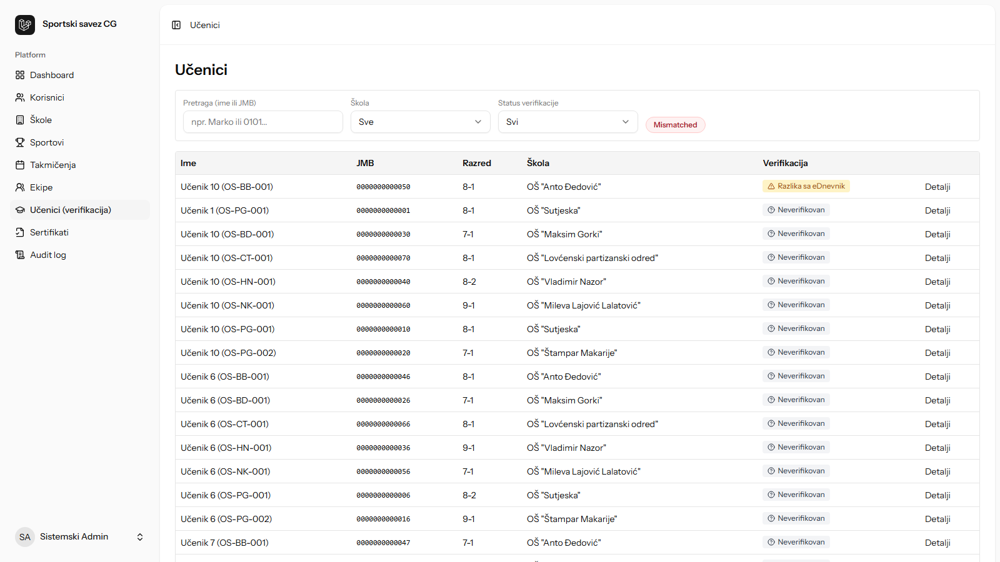 Sportski savez CG
Platform
Dashboard
Korisnici
Škole
Sportovi
Takmičenja
Ekipe
Učenici (verifikacija)
Sertifikati
Audit log
SA Sistemski Admin
Učenici
Učenici
Pretraga (ime ili JMB) Škola Status verifikacije
npr. Marko ili 0101... Sve Svi Mismatched
Ime JMB Razred Škola Verifikacija
Učenik 10 (OS-BB-001) 0000000000050 8-1 OŠ "Anto Đedović" Razlika sa eDnevnik Detalji
Učenik 1 (OS-PG-001) 0000000000001 8-1 OŠ "Sutjeska" Neverifikovan Detalji
Učenik 10 (OS-BD-001) 0000000000030 7-1 OŠ "Maksim Gorki" Neverifikovan Detalji
Učenik 10 (OS-CT-001) 0000000000070 8-1 OŠ "Lovćenski partizanski odred" Neverifikovan Detalji
Učenik 10 (OS-HN-001) 0000000000040 8-2 OŠ "Vladimir Nazor" Neverifikovan Detalji
Učenik 10 (OS-NK-001) 0000000000060 9-1 OŠ "Mileva Lajović Lalatović" Neverifikovan Detalji
Učenik 10 (OS-PG-001) 0000000000010 8-1 OŠ "Sutjeska" Neverifikovan Detalji
Učenik 10 (OS-PG-002) 0000000000020 7-1 OŠ "Štampar Makarije" Neverifikovan Detalji
Učenik 6 (OS-BB-001) 0000000000046 8-1 OŠ "Anto Đedović" Neverifikovan Detalji
Učenik 6 (OS-BD-001) 0000000000026 7-1 OŠ "Maksim Gorki" Neverifikovan Detalji
Učenik 6 (OS-CT-001) 0000000000066 8-1 OŠ "Lovćenski partizanski odred" Neverifikovan Detalji
Učenik 6 (OS-HN-001) 0000000000036 9-1 OŠ "Vladimir Nazor" Neverifikovan Detalji
Učenik 6 (OS-NK-001) 0000000000056 7-1 OŠ "Mileva Lajović Lalatović" Neverifikovan Detalji
Učenik 6 (OS-PG-001) 0000000000006 8-2 OŠ "Sutjeska" Neverifikovan Detalji
Učenik 6 (OS-PG-002) 0000000000016 9-1 OŠ "Štampar Makarije" Neverifikovan Detalji
Učenik 7 (OS-BB-001) 0000000000047 7-1 OŠ "Anto Đedović" Neverifikovan Detalji